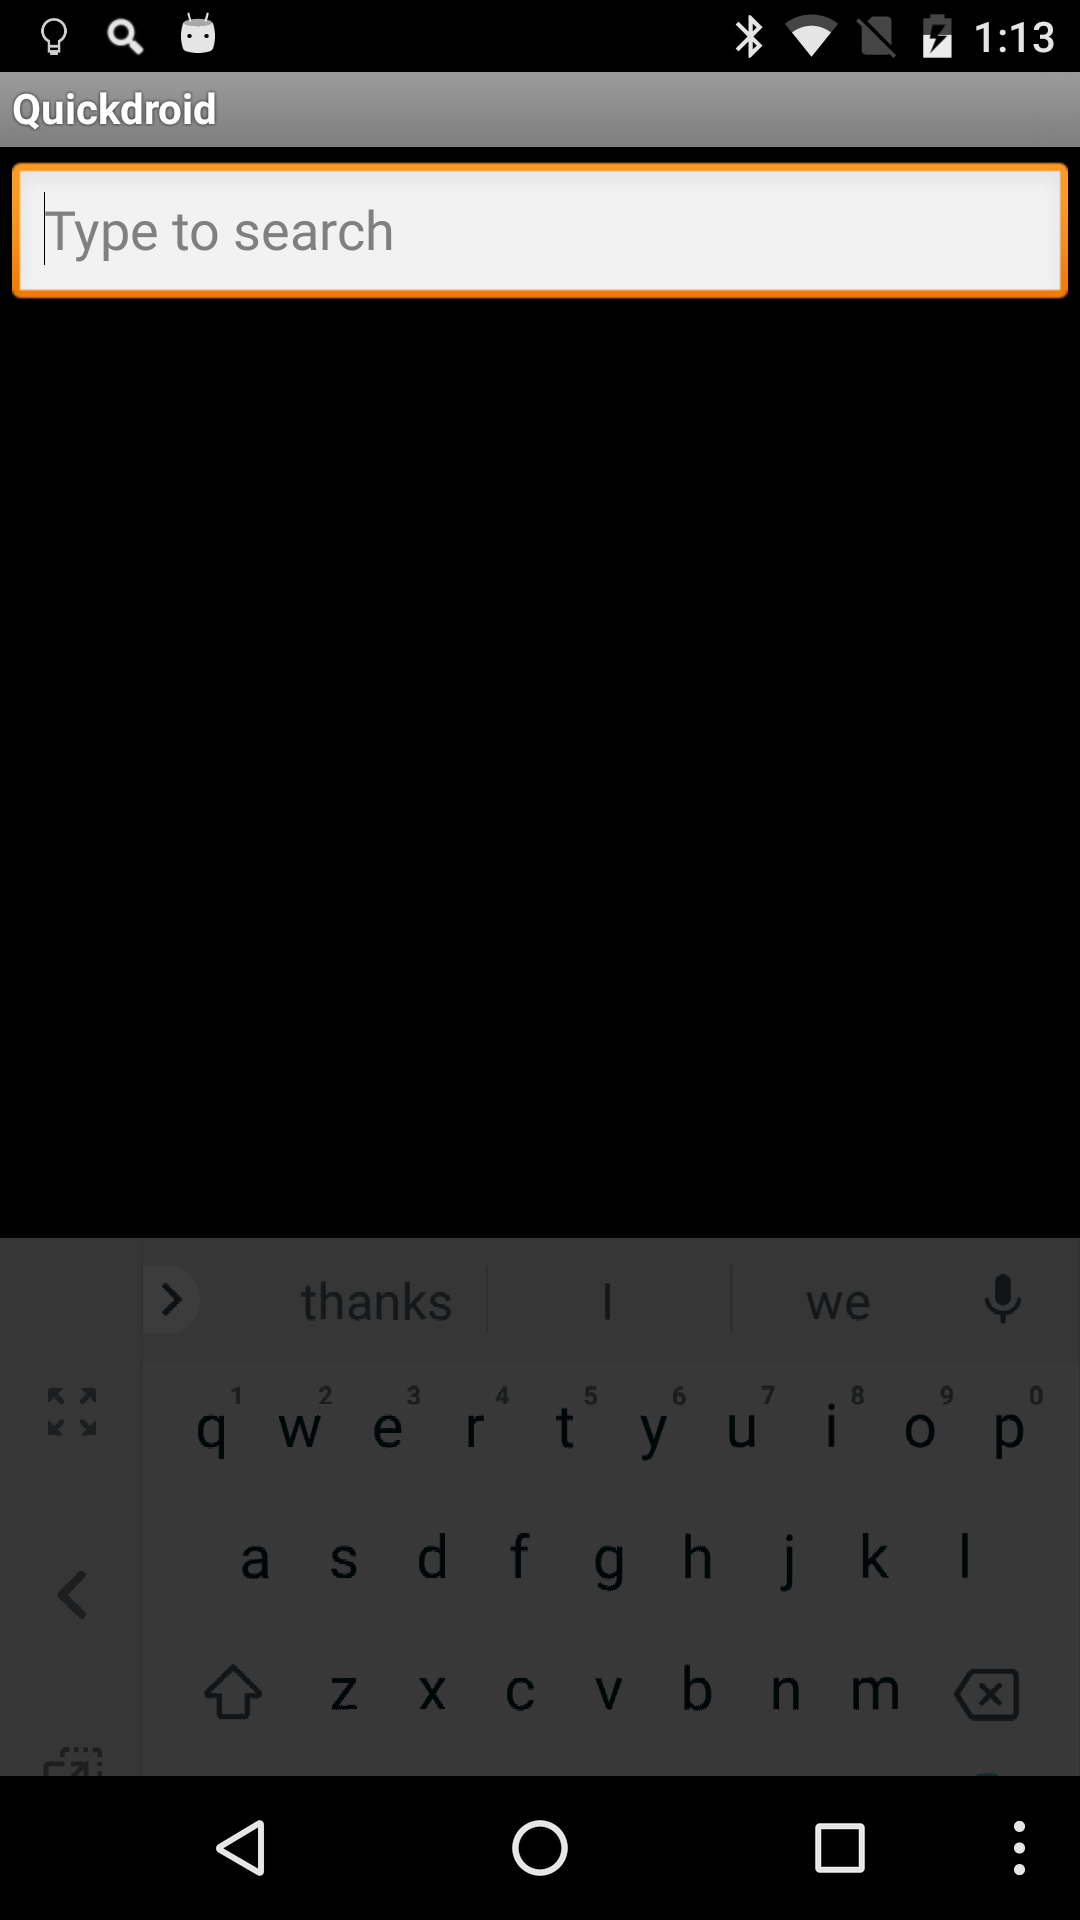 1:13
Quickdroid
Type to search
thanks I we
1 2 3 4 5 6 7 8 9 0
q w e r t y u i o p
a s d f g h j k l
z x c v b n m